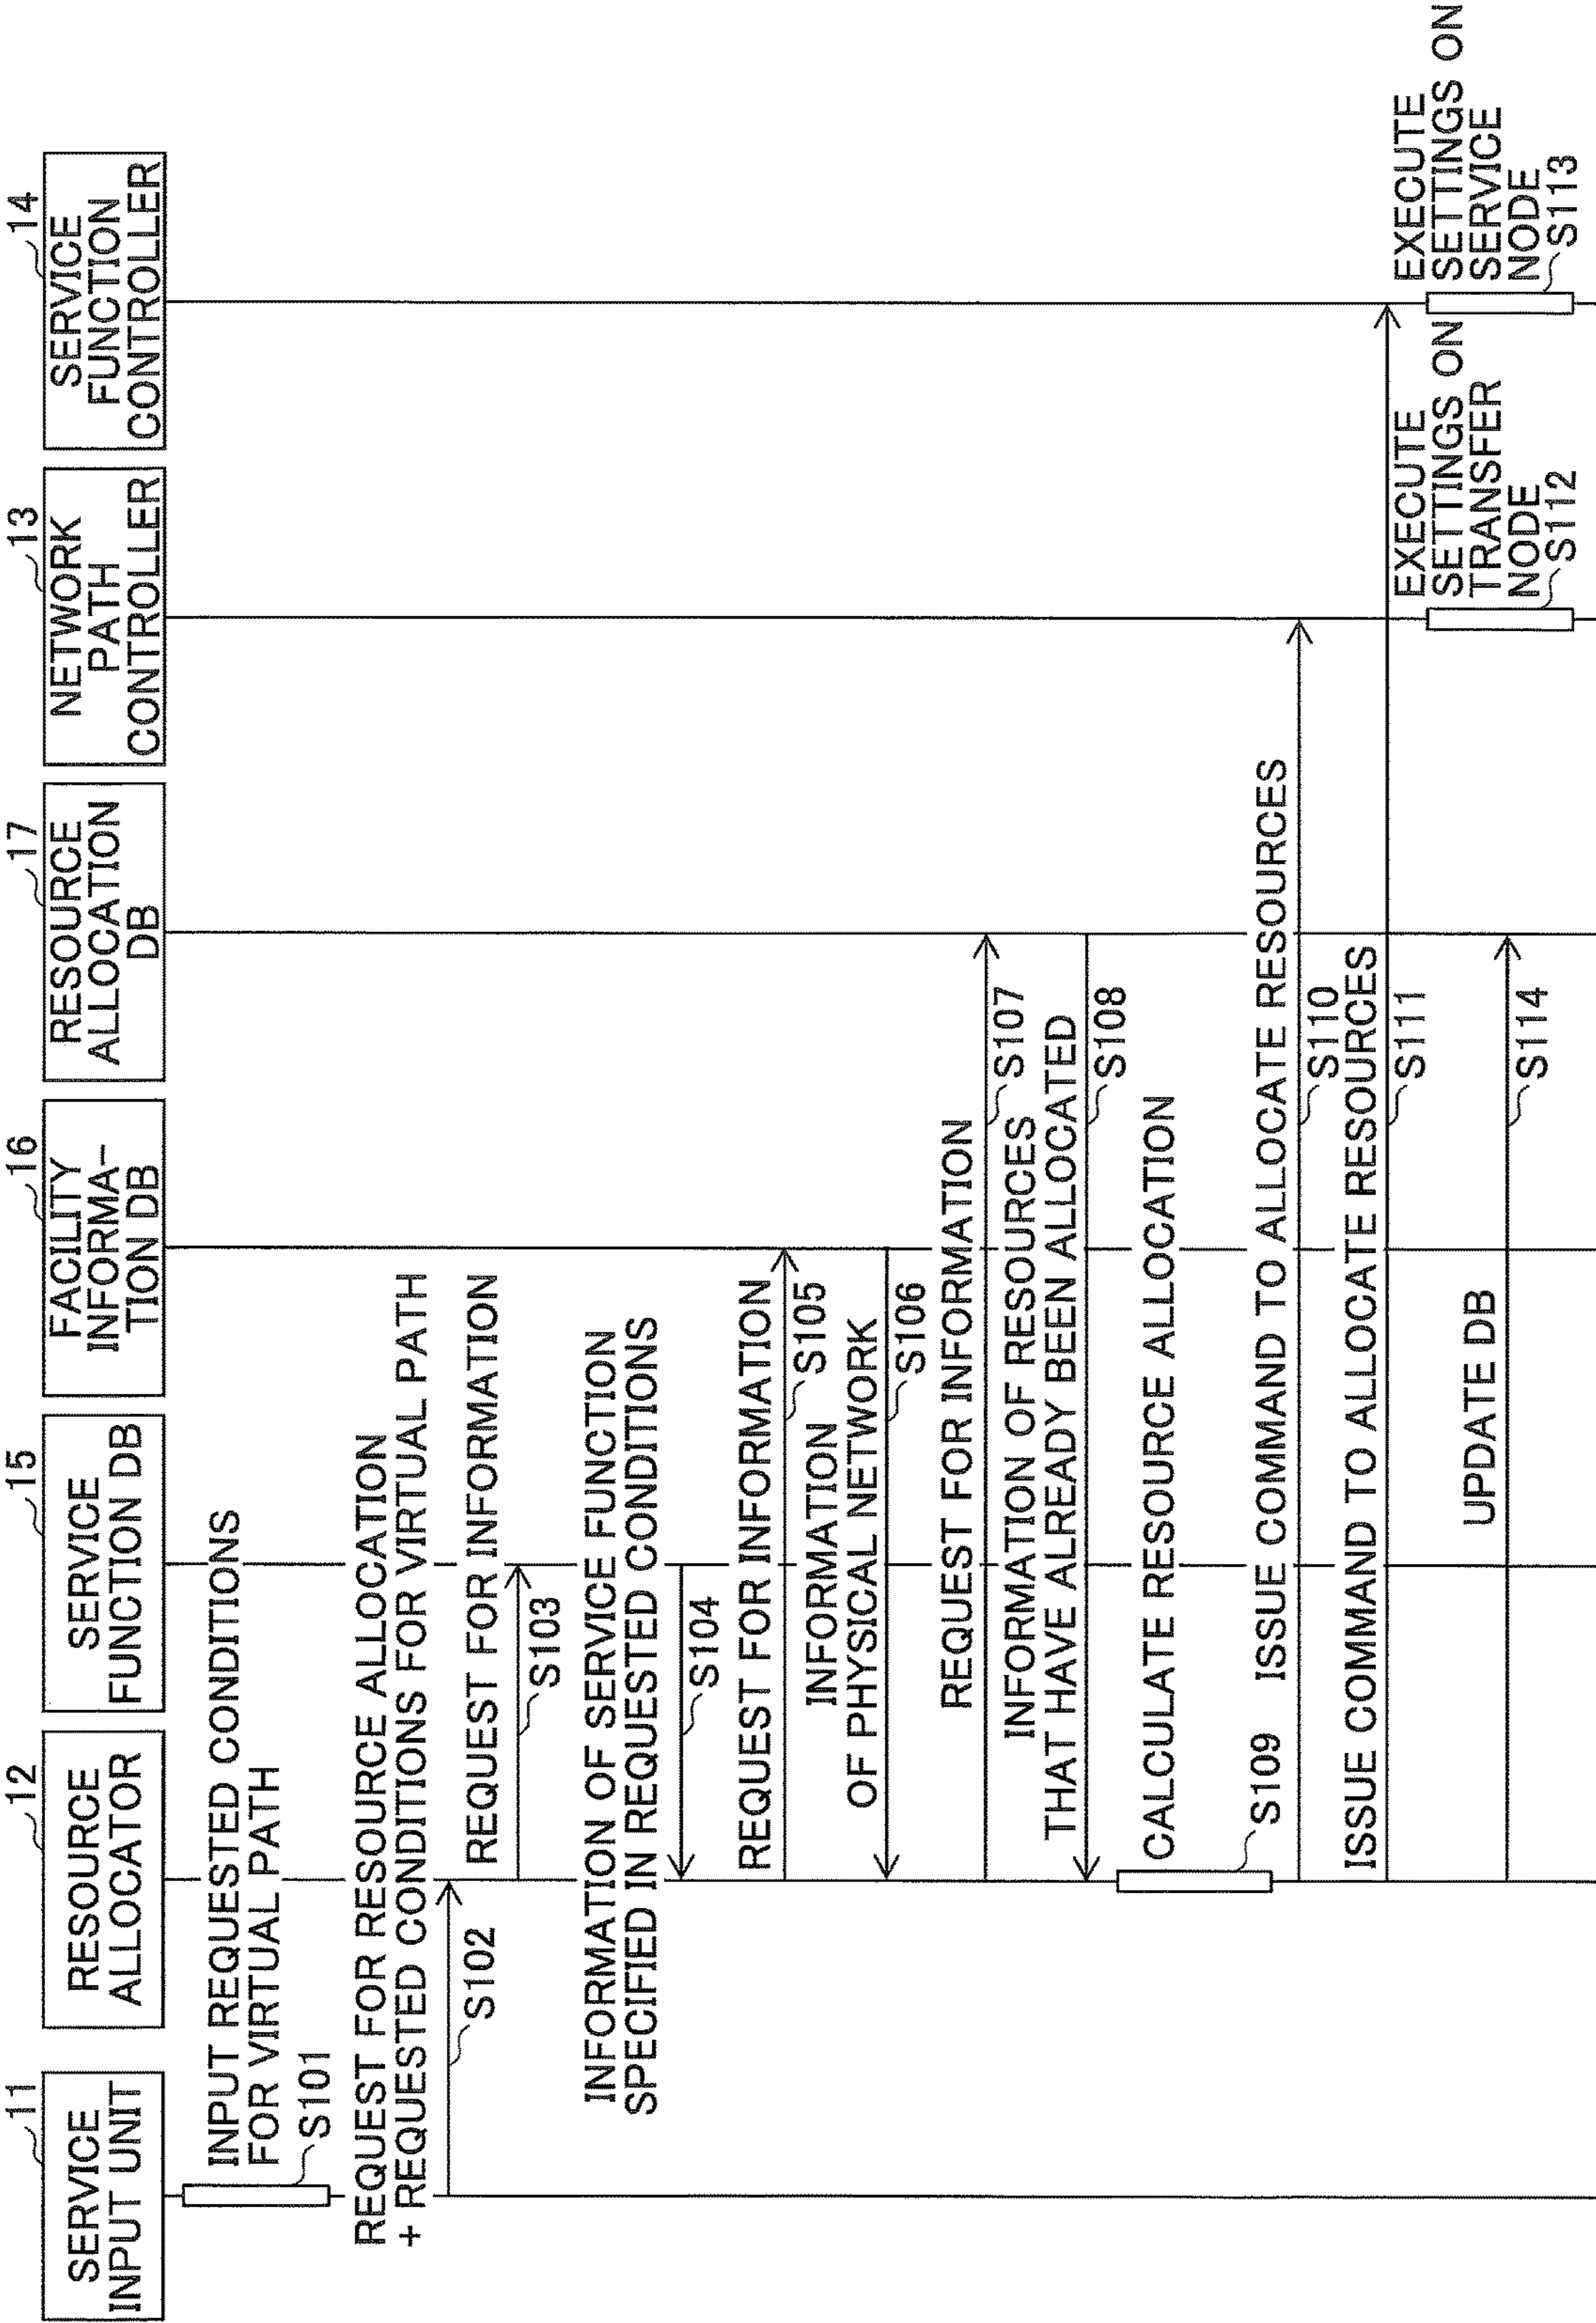 11
SERVICE
INPUT UNIT
12
RESOURCE
ALLOCATOR
15
SERVICE
FUNCTION DB
16
FACILITY
INFORMA-
TION DB
17
RESOURCE
ALLOCATION
DB
13
NETWORK
PATH
CONTROLLER
14
SERVICE
FUNCTION
CONTROLLER
INPUT REQUESTED CONDITIONS
FOR VIRTUAL PATH
S101
REQUEST FOR RESOURCE ALLOCATION
+ REQUESTED CONDITIONS FOR VIRTUAL PATH
S102
REQUEST FOR INFORMATION
S103
INFORMATION OF SERVICE FUNCTION
SPECIFIED IN REQUEST CONDITIONS
S104
REQUEST FOR INFORMATION
S105
INFORMATION
OF PHYSICAL NETWORK
S106
REQUEST FOR INFORMATION
S107
INFORMATION OF RESOURCES
THAT HAVE ALREADY BEEN ALLOCATED
S108
CALCULATE RESOURCE ALLOCATION
S109
ISSUE COMMAND TO ALLOCATE RESOURCES
S110
ISSUE COMMAND TO ALLOCATE RESOURCES
S111
EXECUTE
SETTINGS ON
TRANSFER
NODE
S112
EXECUTE
SETTINGS ON
SERVICE
NODE
S113
UPDATE DB
S114